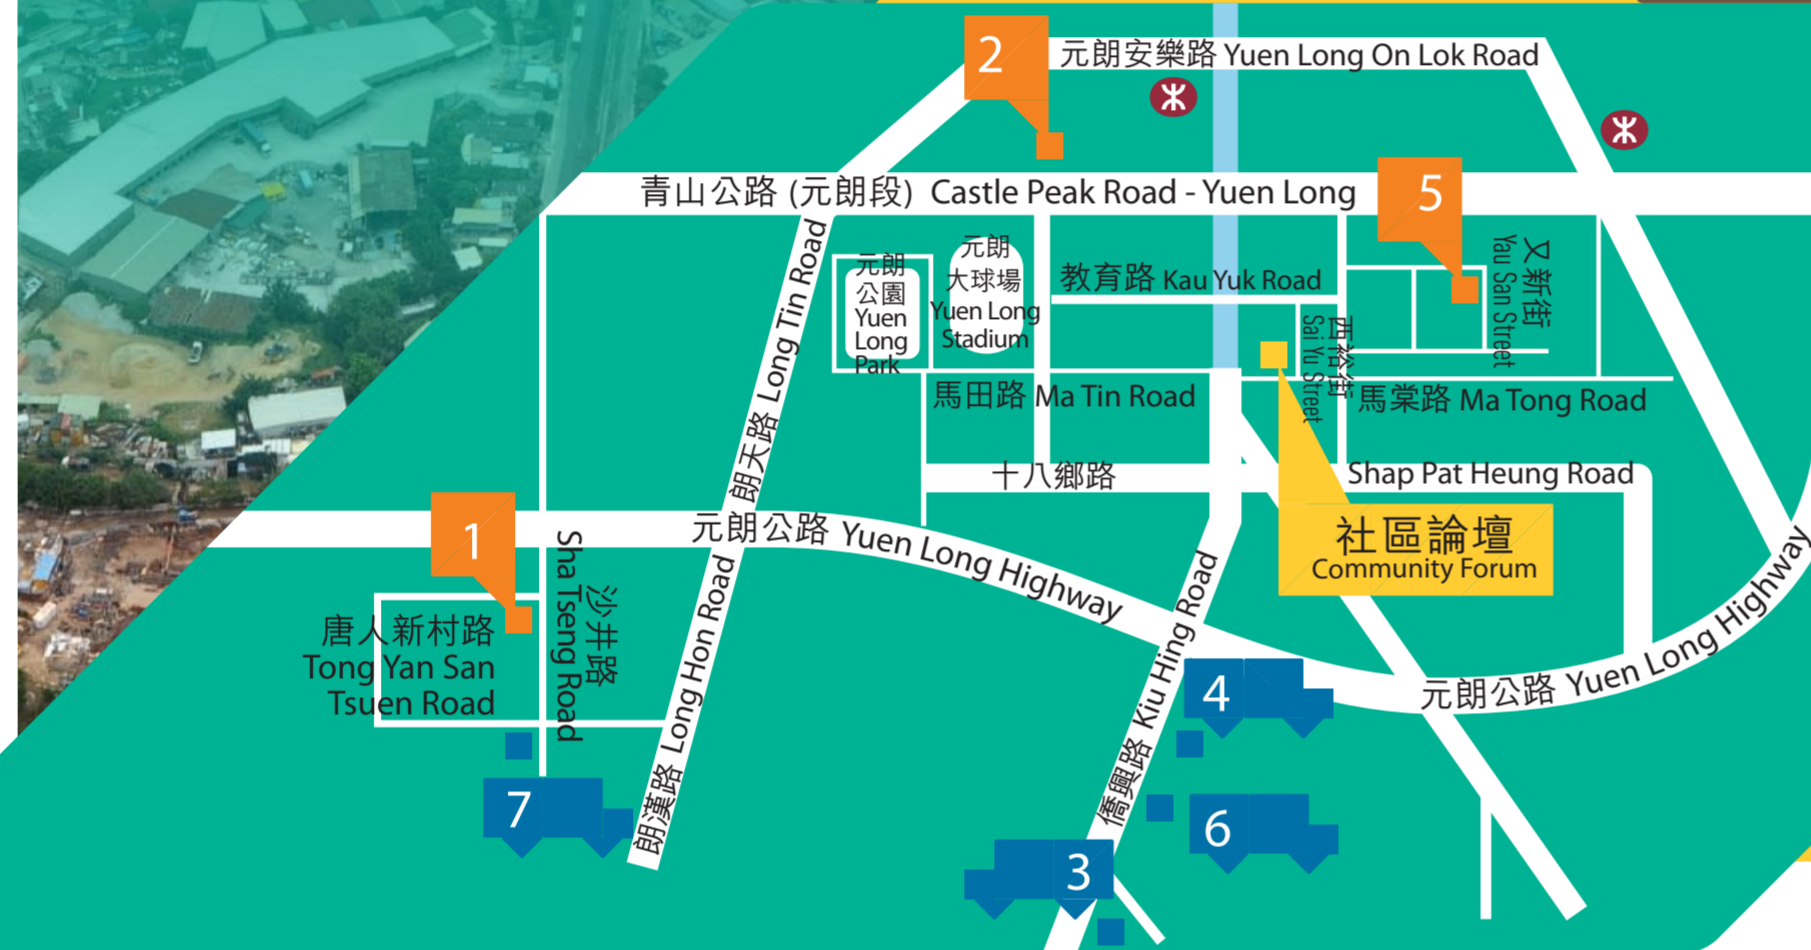 2
元朗安樂路 Yuen Long On Lok Road
青山公路 (元朗段) Castle Peak Road - Yuen Long
5
元朗
公園
Yuen
Long
Park
元朗
大球場
Yuen Long
Stadium
教育路 Kau Yuk Road
又新街
Yau San Street
西裕街
Sai Yu Street
朗天路 Long Tin Road
馬田路 Ma Tin Road
馬棠路 Ma Tong Road
十八鄉路
Shap Pat Heung Road
1
元朗公路 Yuen Long Highway
社區論壇
Community Forum
沙井路
Sha Tseng Road
唐人新村路
Tong Yan San
Tsuen Road
朗漢路 Long Hon Road
僑興路 Kiu Hing Road
元朗公路 Yuen Long Highway
4
7
6
3